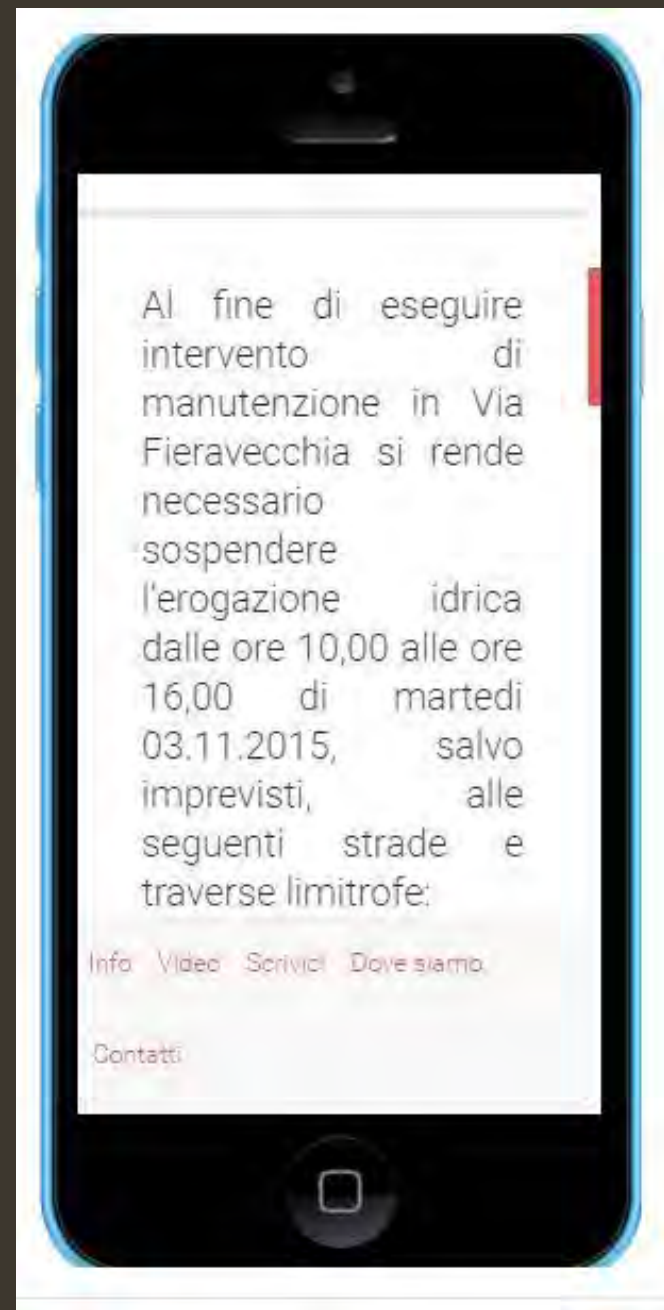 Al fine di eseguire
intervento di
manutenzione in Via
Fieravecchia si rende
necessario
sospendere
l'erogazione idrica
dalle ore 10,00 alle ore
16,00 di martedi
03.11.2015, salvo
imprevisti, alle
seguenti strade e
traverse limitrofe:
Info Video Scrivici Dove siamo
Contatti